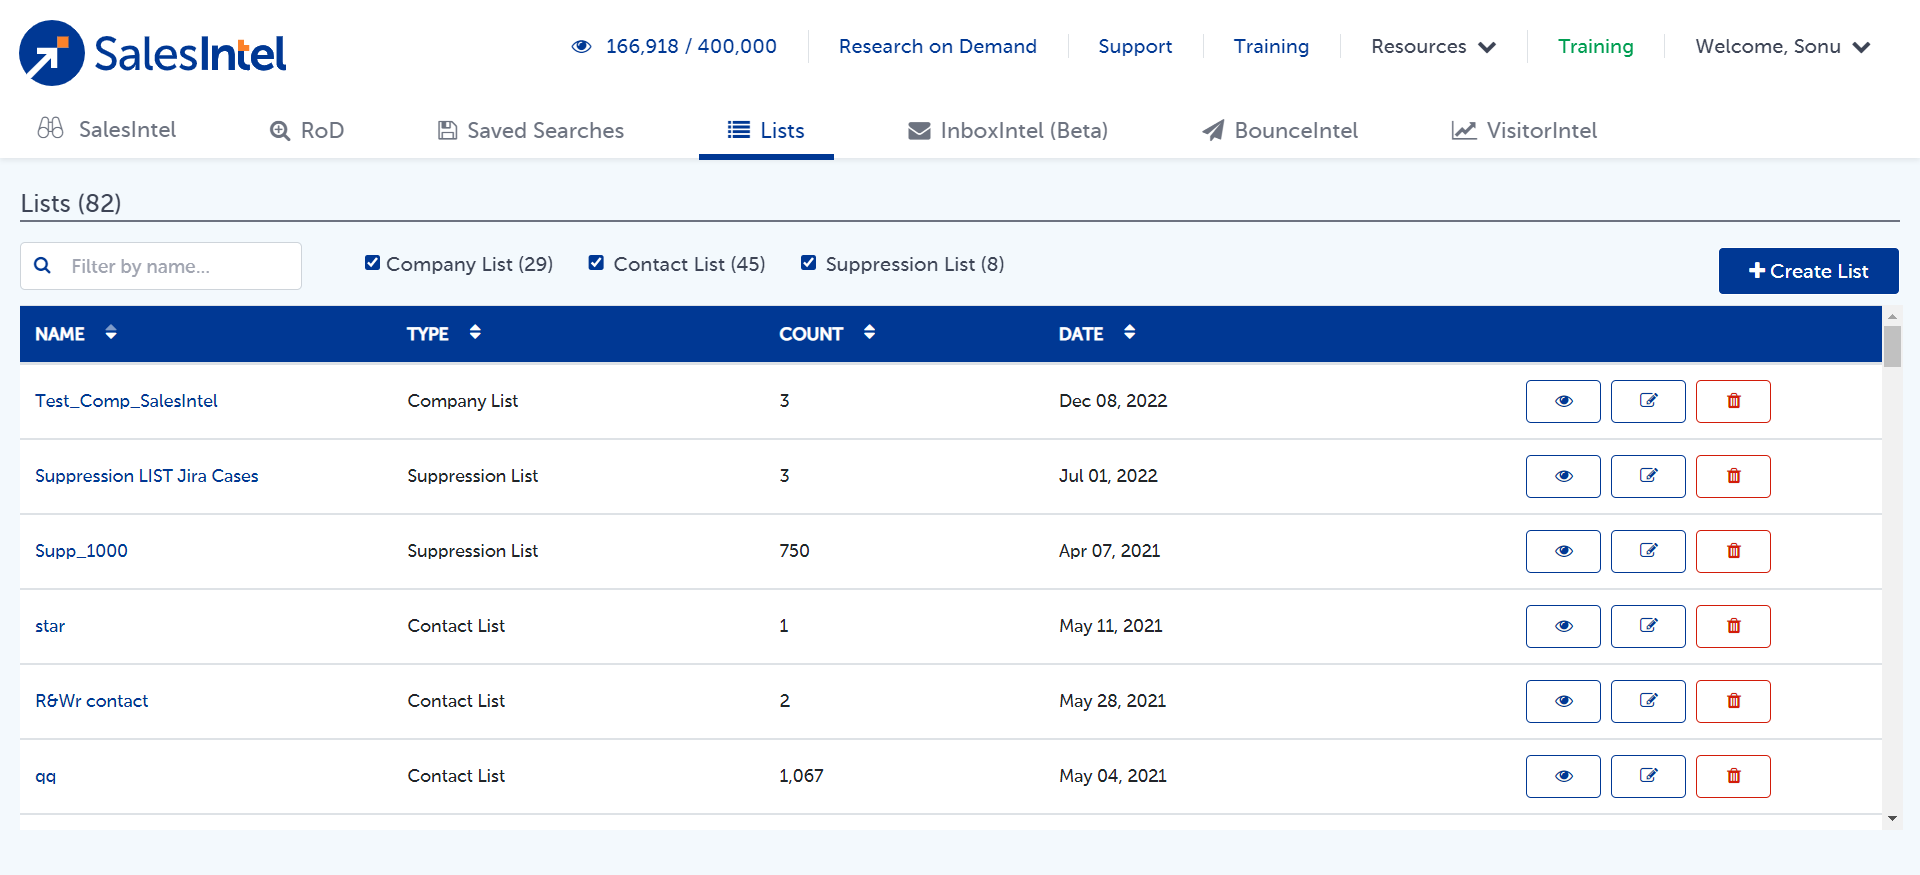 SalesIntel
166,918 / 400,000 Research on Demand Support Training Resources Training Welcome, Sonu
SalesIntel RoD Saved Searches Lists InboxIntel (Beta) BounceIntel VisitorIntel
Lists (82)
Filter by name... Company List (29) Contact List (45) Suppression List (8) Create List
NAME TYPE COUNT DATE
Test_Comp_SalesIntel Company List 3 Dec 08, 2022
Suppression LIST Jira Cases Suppression List 3 Jul 01, 2022
Supp_1000 Suppression List 750 Apr 07, 2021
star Contact List 1 May 11, 2021
R&Wr contact Contact List 2 May 28, 2021
qq Contact List 1,067 May 04, 2021